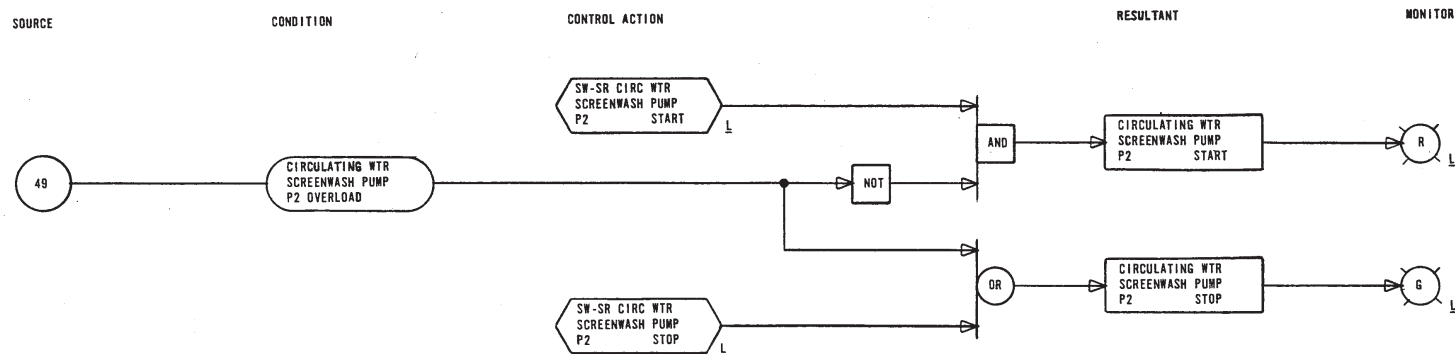 SOURCE
CONDITION
CONTROL ACTION
RESULTANT
MONITOR
SW-SR CIRC WTR
SCREENWASH PUMP
P2 START
L
AND
CIRCULATING WTR
SCREENWASH PUMP
P2 START
R
L
49
CIRCULATING WTR
SCREENWASH PUMP
P2 OVERLOAD
NOT
OR
CIRCULATING WTR
SCREENWASH PUMP
P2 STOP
G
L
SW-SR CIRC WTR
SCREENWASH PUMP
P2 STOP
L